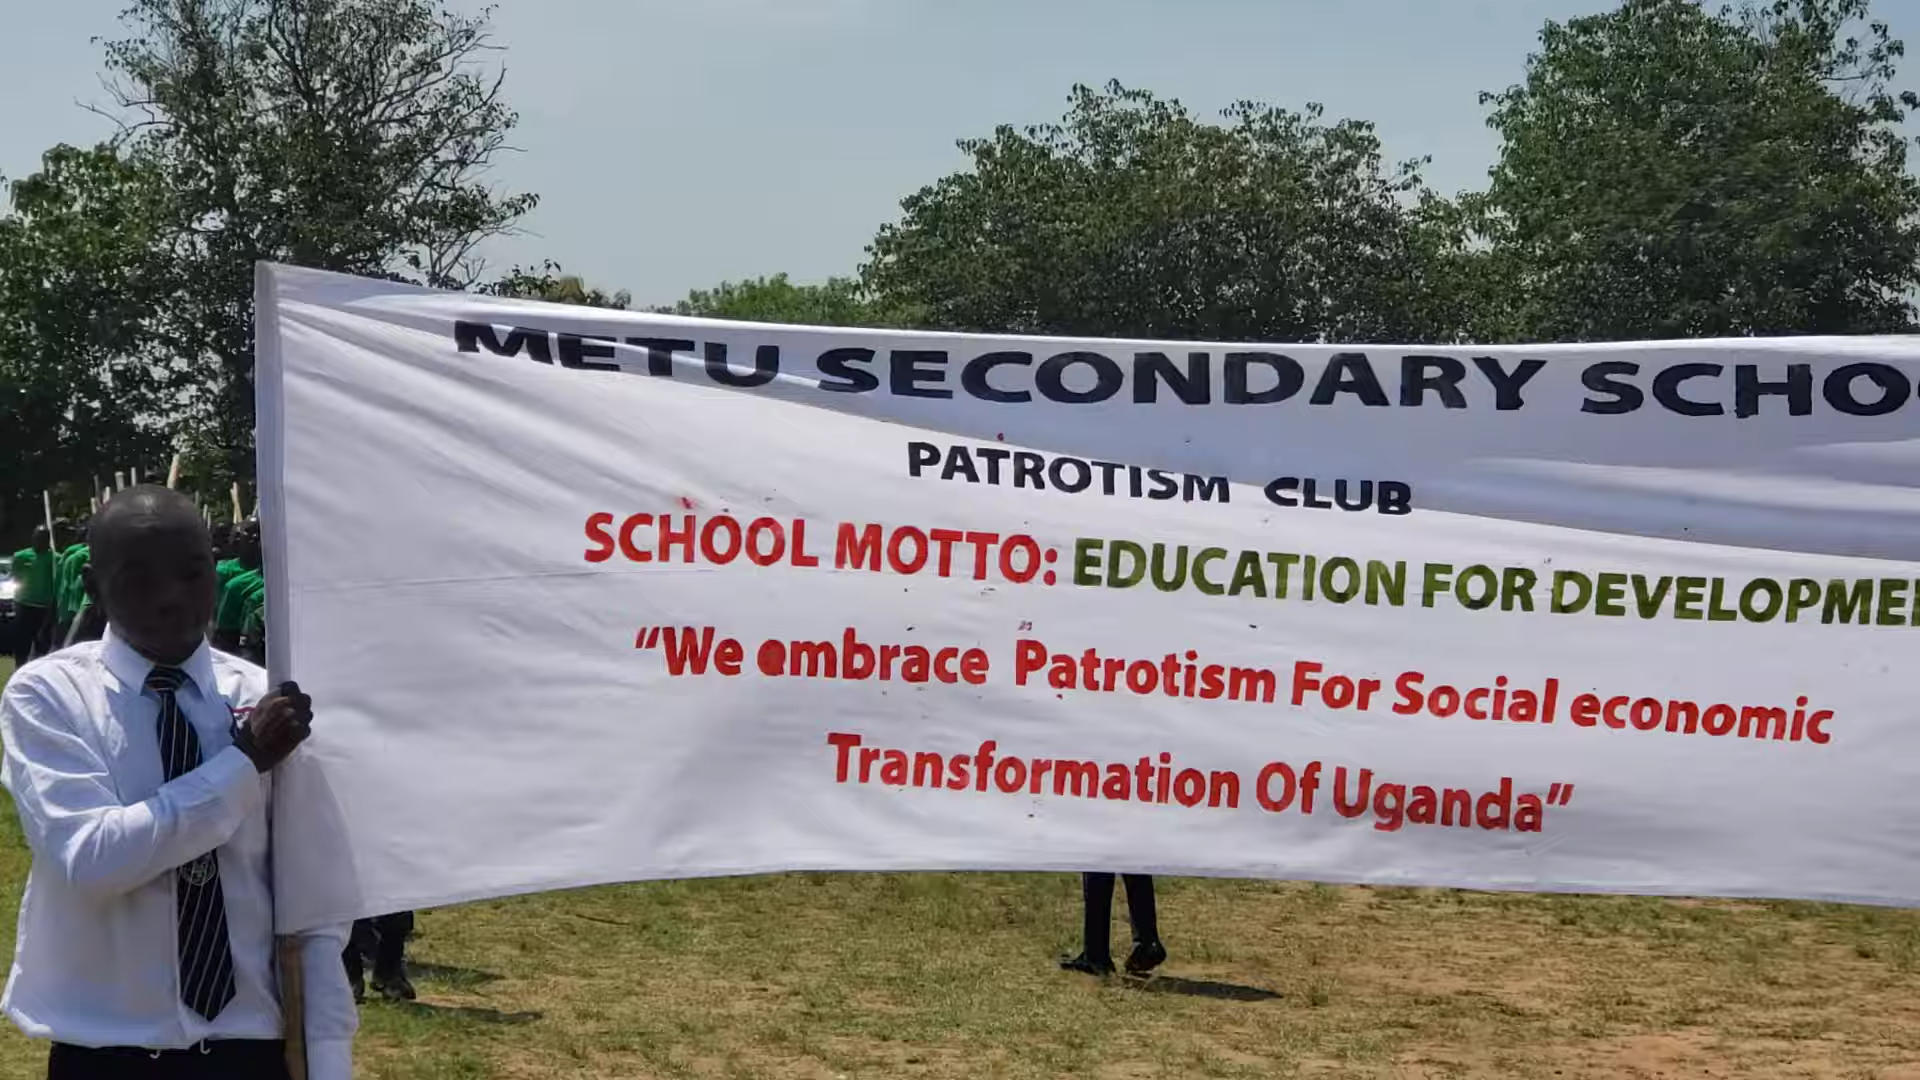 METU SECONDARY SCHO
PATROTISM CLUB
SCHOOL MOTTO: EDUCATION FOR DEVELOPME
“We embrace Patrotism For Social economic
Transformation Of Uganda”